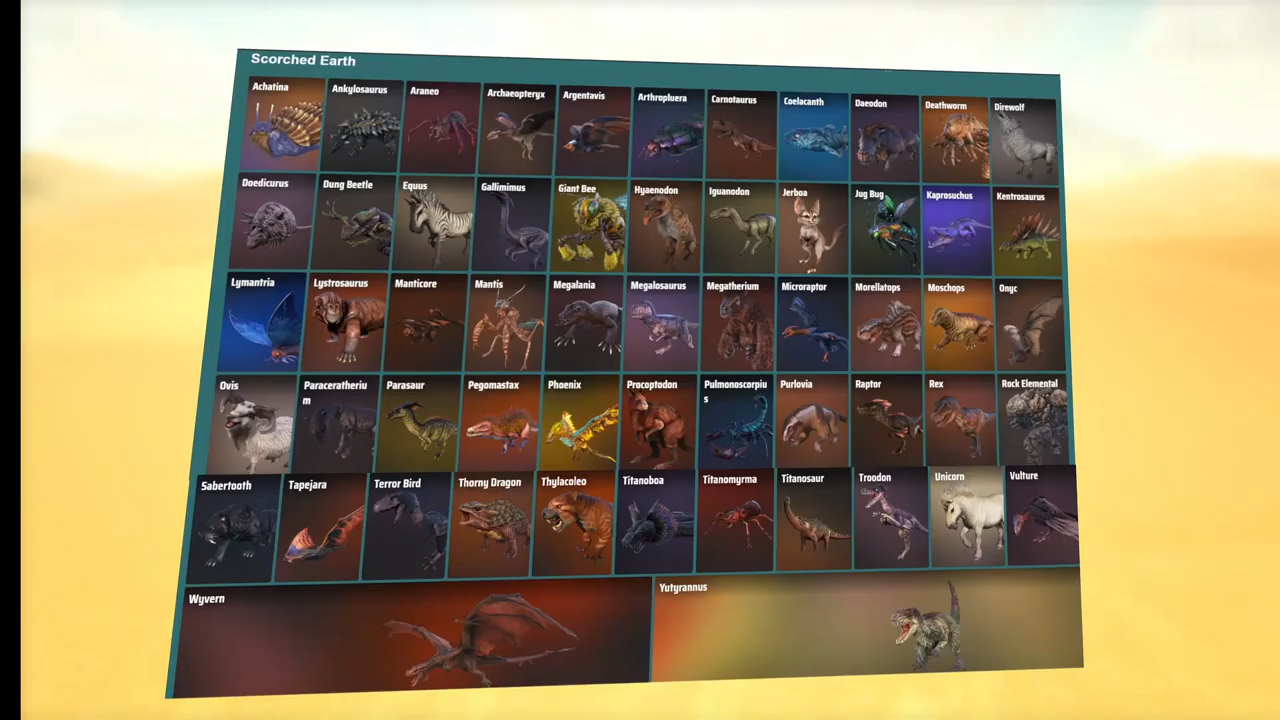 Scorched Earth
Achatina
Ankylosaurus
Araneo
Archaeopteryx
Argentavis
Arthropluera
Carnotaurus
Coelacanth
Daeodon
Deathworm
Direwolf
Doedicurus
Dung Beetle
Equus
Gallimimus
Giant Bee
Hyaenodon
Iguanodon
Jerboa
Jug Bug
Kaprosuchus
Kentrosaurus
Lymantria
Lystrosaurus
Manticore
Mantis
Megalania
Megalosaurus
Megatherium
Microraptor
Morellatops
Moschops
Onyc
Ovis
Paraceratheriu
m
Parasaur
Pegomastax
Phoenix
Procoptodon
Pulmonoscorpiu
s
Purlovia
Raptor
Rex
Rock Elemental
Sabertooth
Tapejara
Terror Bird
Thorny Dragon
Thylacoleo
Titanoboa
Titanomyrma
Titanosaur
Troodon
Unicorn
Vulture
Wyvern
Yutyrannus